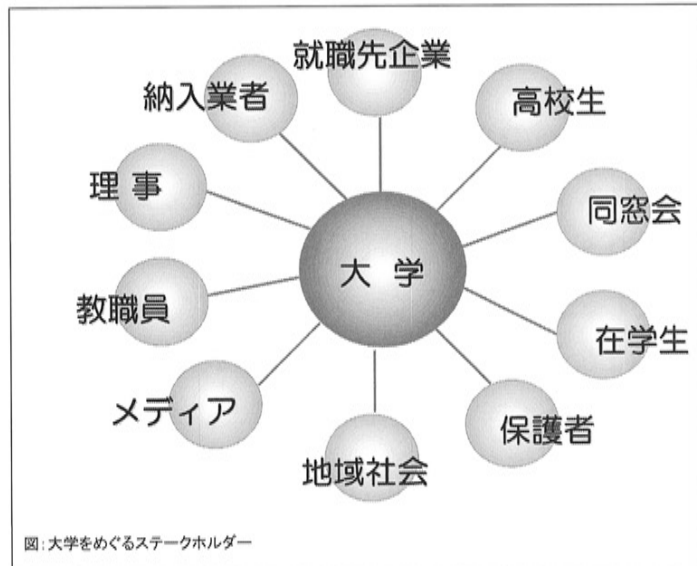 就職先企業
納入業者
高校生
理事
同窓会
大学
教職員
在学生
メディア
保護者
地域社会
図:大学をめぐるステークホルダー